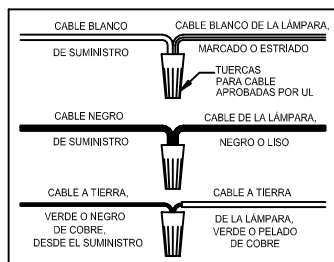 CABLE BLANCO
DE SUMINISTRO
CABLE BLANCO DE LA LÁMPARA,
MARCADO O ESTRIADO
TUERCAS
PARA CABLE
APROBADAS POR UL
CABLE NEGRO
DE SUMINISTRO
CABLE DE LA LÁMPARA,
NEGRO O LISO
CABLE A TIERRA,
VERDE O NEGRO
DE COBRE,
DESDE EL SUMINISTRO
CABLE A TIERRA
DE LA LÁMPARA,
VERDE O PELADO
DE COBRE